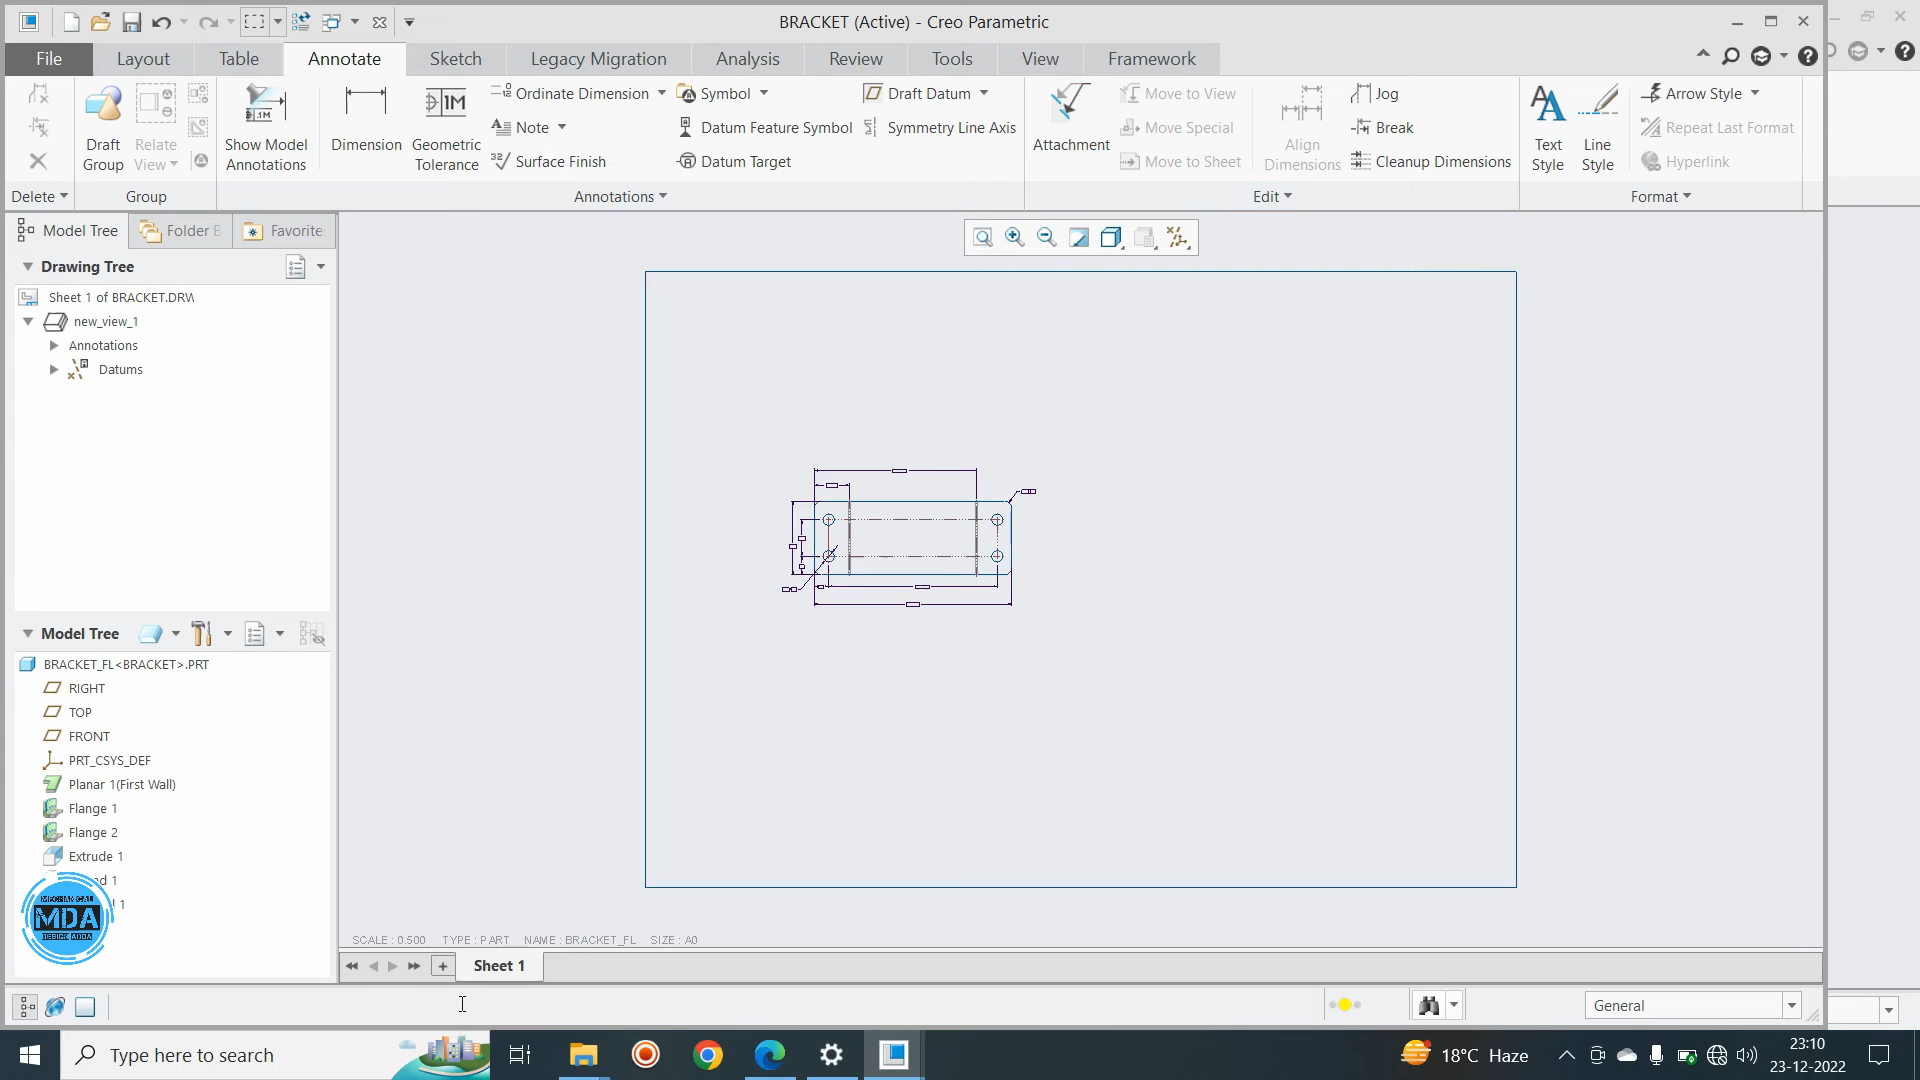 BRACKET (Active) - Creo Parametric
File Layout Table Annotate Sketch Legacy Migration Analysis Review Tools View Framework
Ordinate Dimension Symbol Draft Datum Move to View Jog Arrow Style
Note Datum Feature Symbol Symmetry Line Axis Move Special Break Repeat Last Format
Draft Group Relate View Show Model Annotations Dimension Geometric Tolerance Attachment Align Dimensions Text Style Line Style
Surface Finish Datum Target Move to Sheet Cleanup Dimensions Hyperlink
Delete Group Annotations Edit Format
Model Tree Folder B Favorite
Drawing Tree
Sheet 1 of BRACKET.DRW
new_view_1
Annotations
Datums
Model Tree
BRACKET_FL<BRACKET>.PRT
RIGHT
TOP
FRONT
PRT_CSYS_DEF
Planar 1(First Wall)
Flange 1
Flange 2
Extrude 1
d 1
1
MECHANICAL
MDA
DESIGN ADDA
SCALE : 0.500 TYPE : PART NAME : BRACKET_FL SIZE : A0
Sheet 1
General
Type here to search
18°C Haze
23:10
23-12-2022